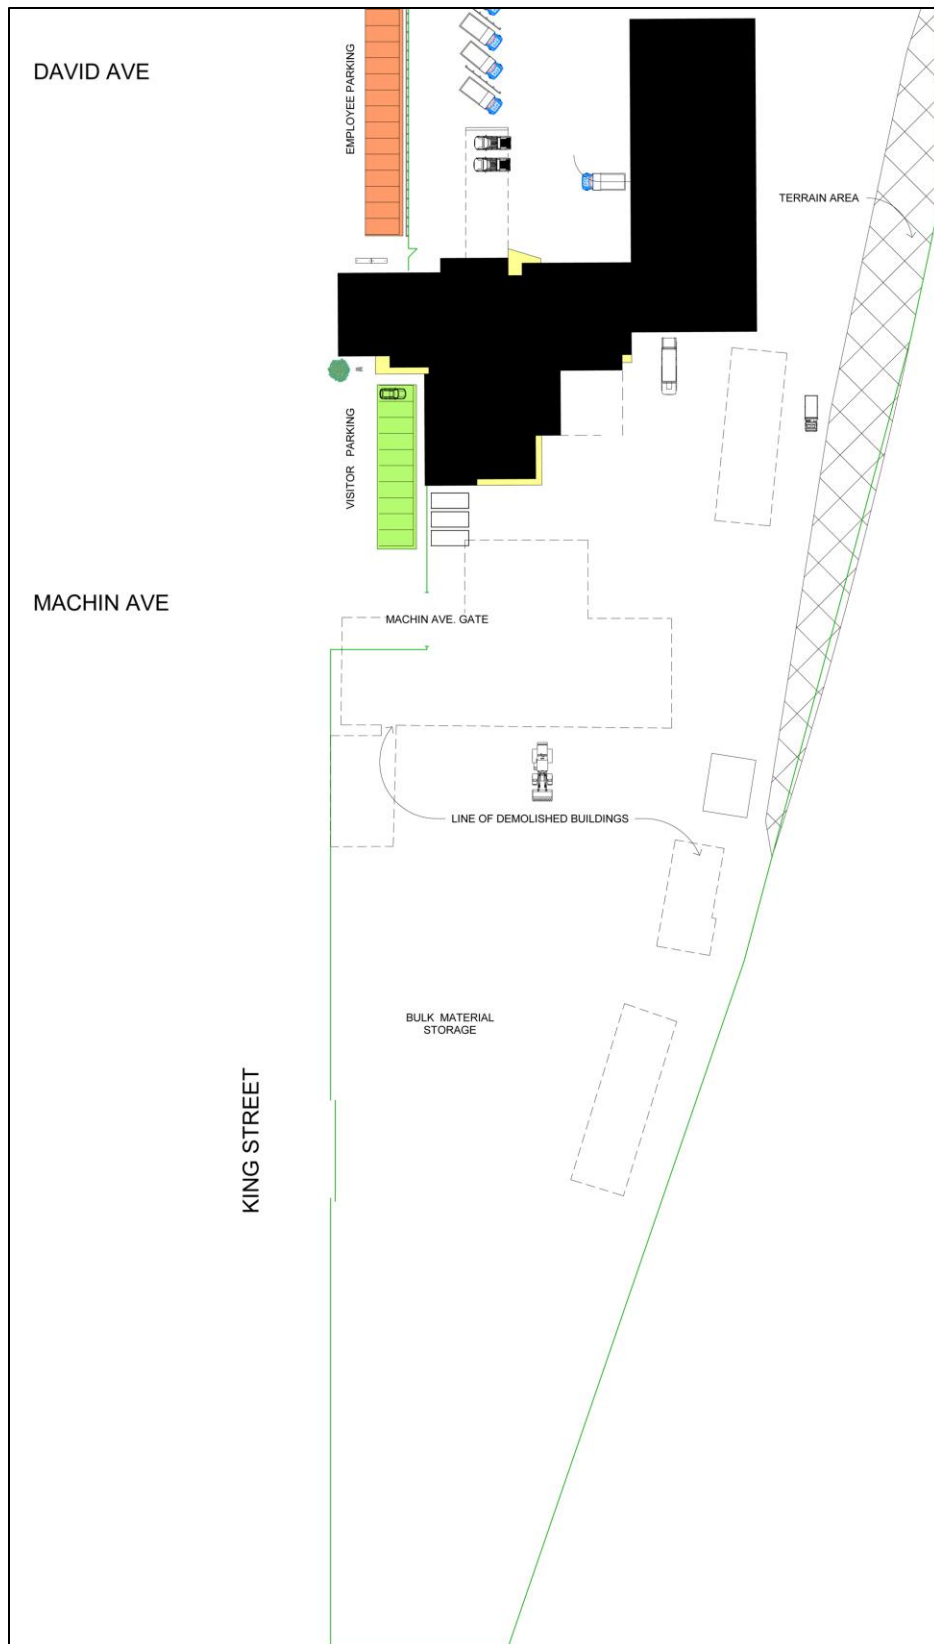 DAVID AVE
EMPLOYEE PARKING
TERRAIN AREA
VISITOR PARKING
MACHIN AVE
MACHIN AVE. GATE
LINE OF DEMOLISHED BUILDINGS
BULK MATERIAL
STORAGE
KING STREET